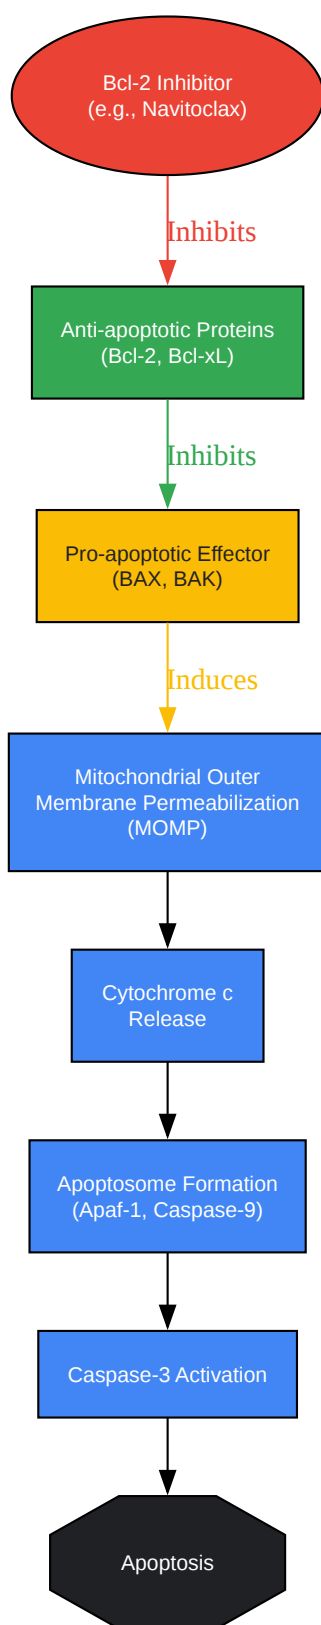 Bcl-2 Inhibitor
(e.g., Navitoclax)
Inhibits
Anti-apoptotic Proteins
(Bcl-2, Bcl-xL)
Inhibits
Pro-apoptotic Effector
(BAX, BAK)
Induces
Mitochondrial Outer
Membrane Permeabilization
(MOMP)
Cytochrome c
Release
Apoptosome Formation
(Apaf-1, Caspase-9)
Caspase-3 Activation
Apoptosis